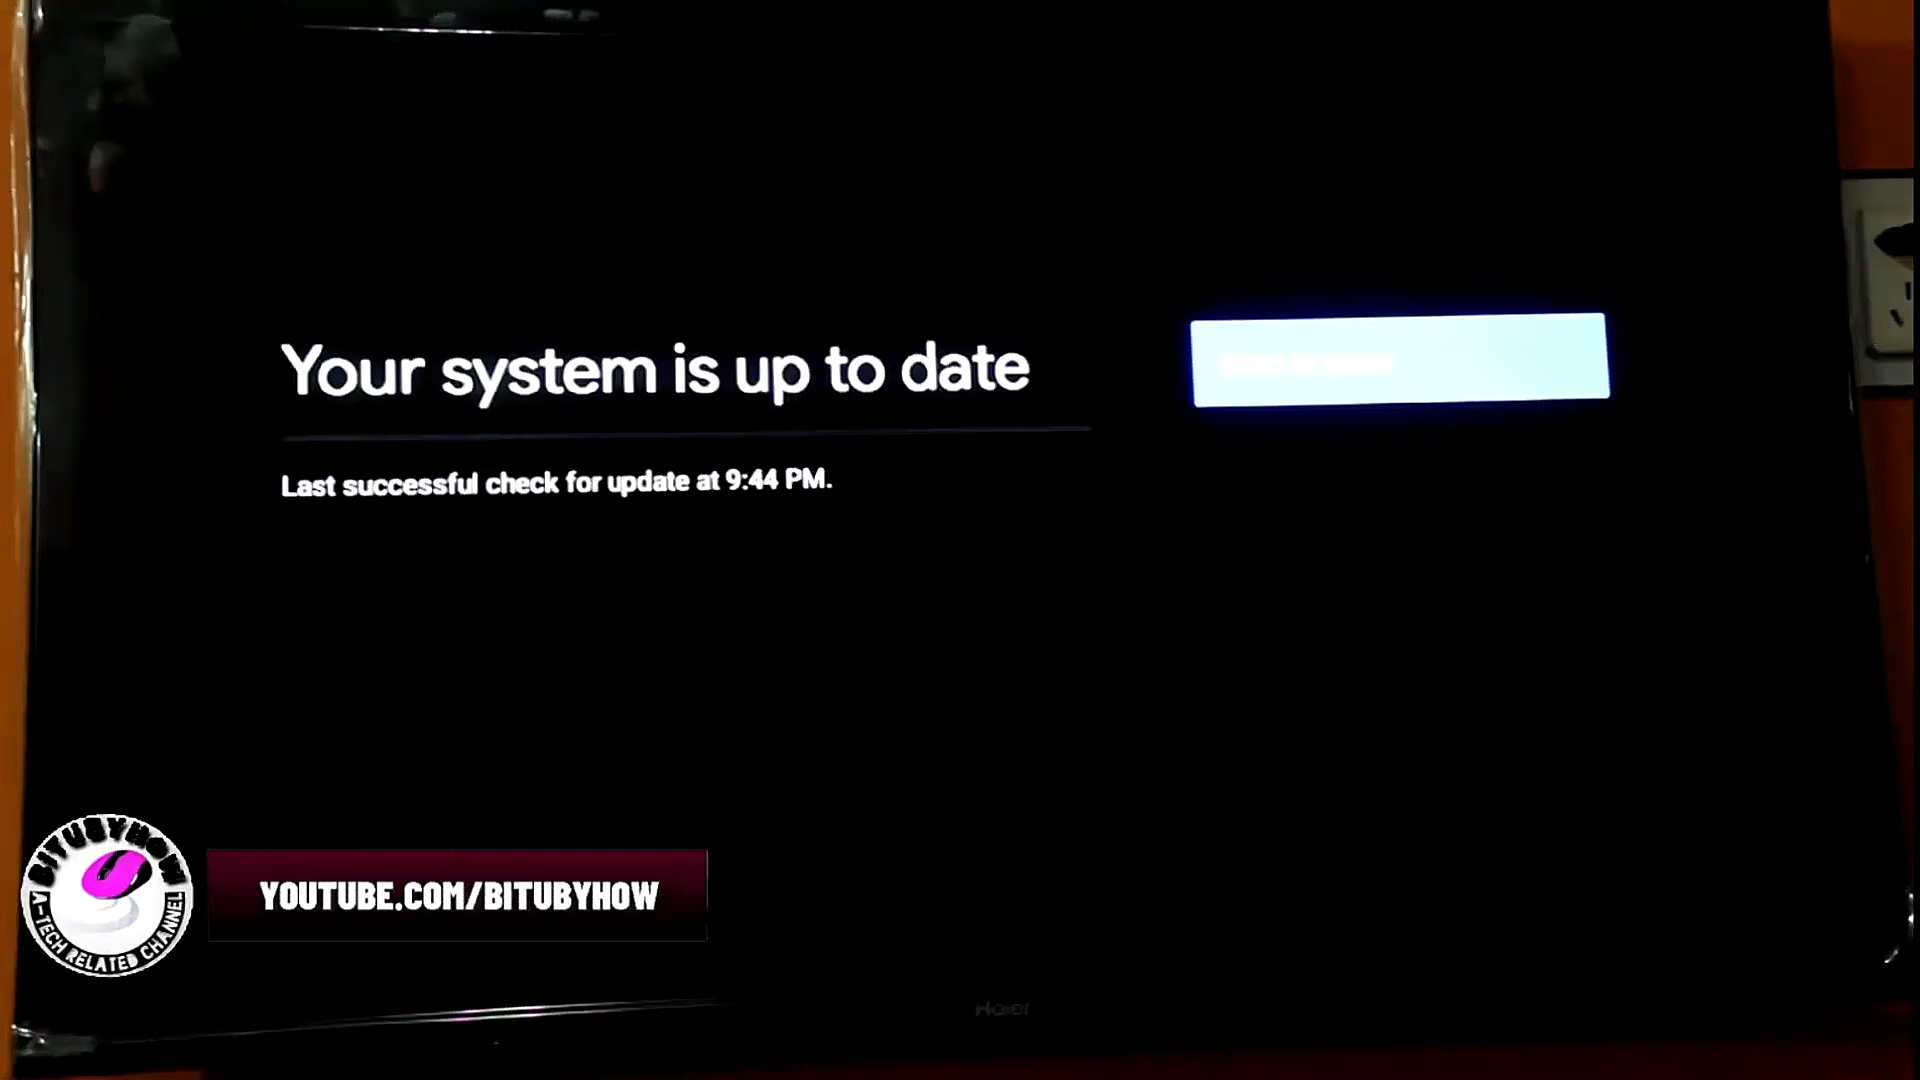 Your system is up to date
Last successful check for update at 9:44 PM.
BITUBYHOW
A-TECH RELATED CHANNEL
YOUTUBE.COM/BITUBYHOW
Haier